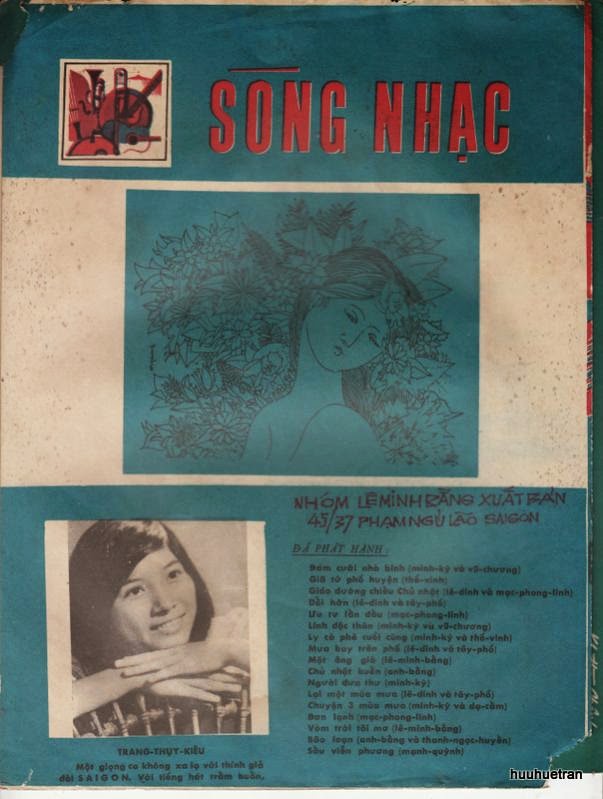 SÓNG NHẠC
NHÓM LÊ MINH BẰNG XUẤT BẢN
45/37 PHẠM NGŨ LÃO SAIGON
ĐÃ PHÁT HÀNH :
Đám cưới nhà binh (minh-kỳ và vũ-chương)
Giã từ phố huyện (thế-vinh)
Giáo đường chiều Chủ nhật (lê-dinh và mạc-phong-linh)
Dỗi hờn (lê-dinh và tây-phố)
Ưu tư lần đầu (mạc-phong-linh)
Lính độc thân (minh-kỳ và vũ-chương)
Ly cà phê cuối cùng (minh-kỳ và thế-vinh)
Mưa bay trên phố (lê-dinh và tây-phố)
Một ông già (lê-minh-bằng)
Chủ nhật buồn (anh-bằng)
Người đưa thư (minh-kỳ)
Lại một mùa mưa (lê-dinh và tây-phố)
Chuyện 3 mùa mưa (minh-kỳ và dạ-cầm)
Đan lạnh (mạc-phong-linh)
Vòm trời tôi mơ (lê-minh-bằng)
Bão loạn (anh-bằng và thanh-ngọc-huyền)
Sầu viễn phương (mạnh-quỳnh)
TRANG-THỤY-KIỀU
Một giọng ca không xa lạ với thính giả
đài SAIGON. Với tiếng hát trầm buồn,
huuhuetran